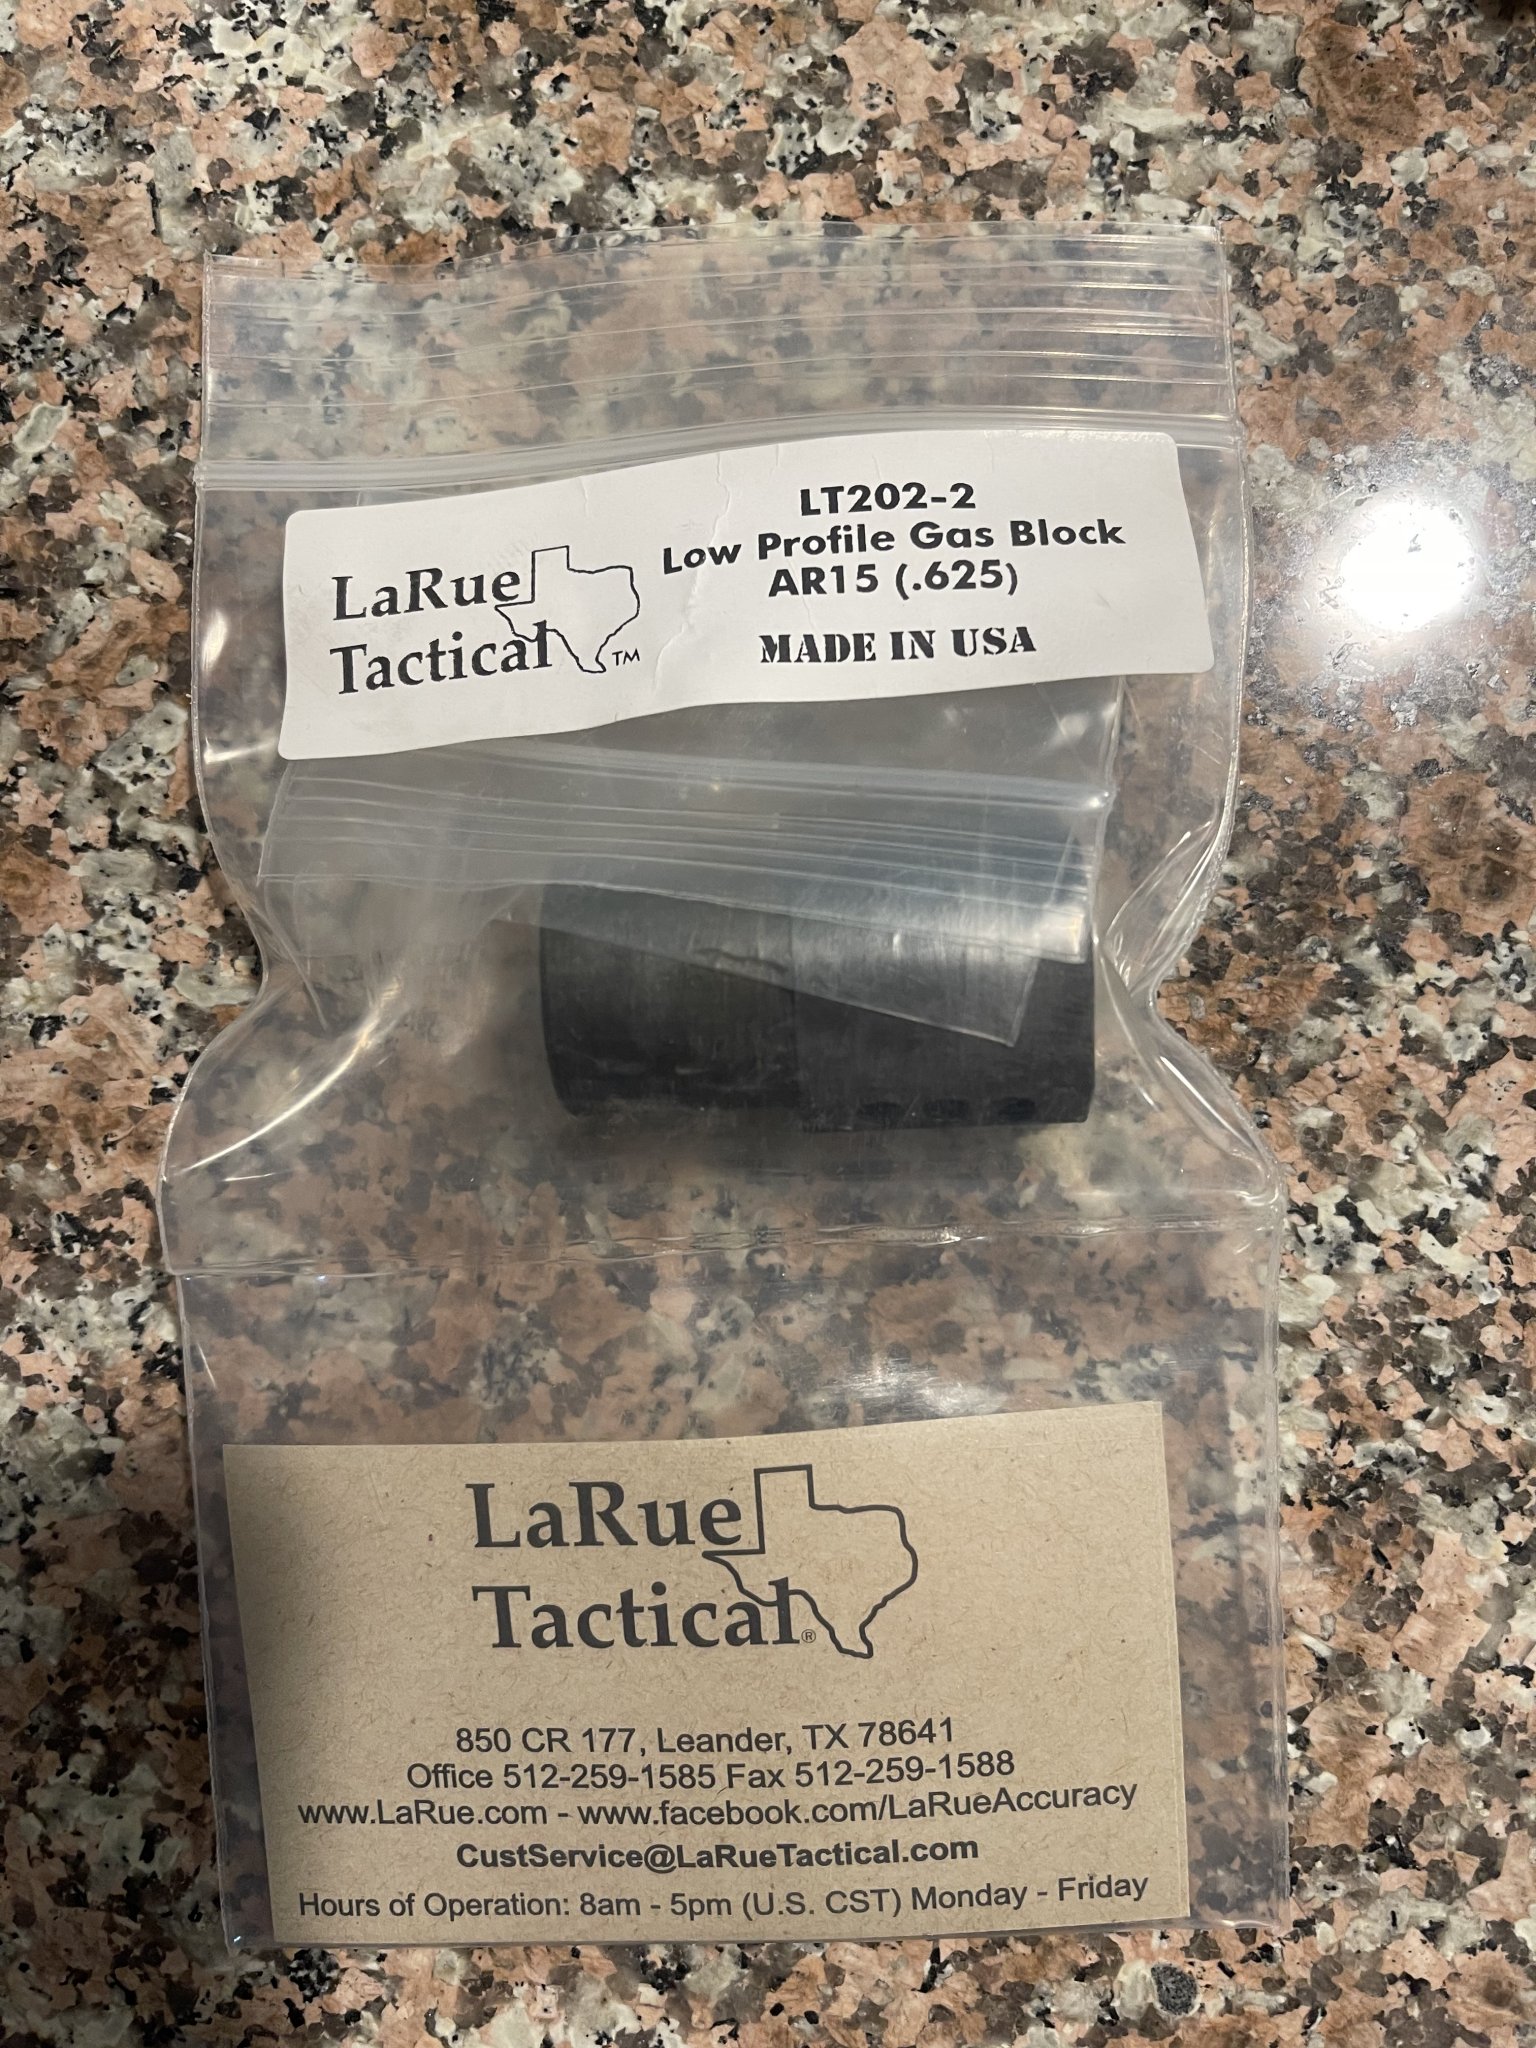 LT202-2
Low Profile Gas Block
AR15 (.625)
MADE IN USA
LaRue
Tactical™
LaRue
Tactical®
850 CR 177, Leander, TX 78641
Office 512-259-1585 Fax 512-259-1588
www.LaRue.com - www.facebook.com/LaRueAccuracy
CustService@LaRueTactical.com
Hours of Operation: 8am - 5pm (U.S. CST) Monday - Friday